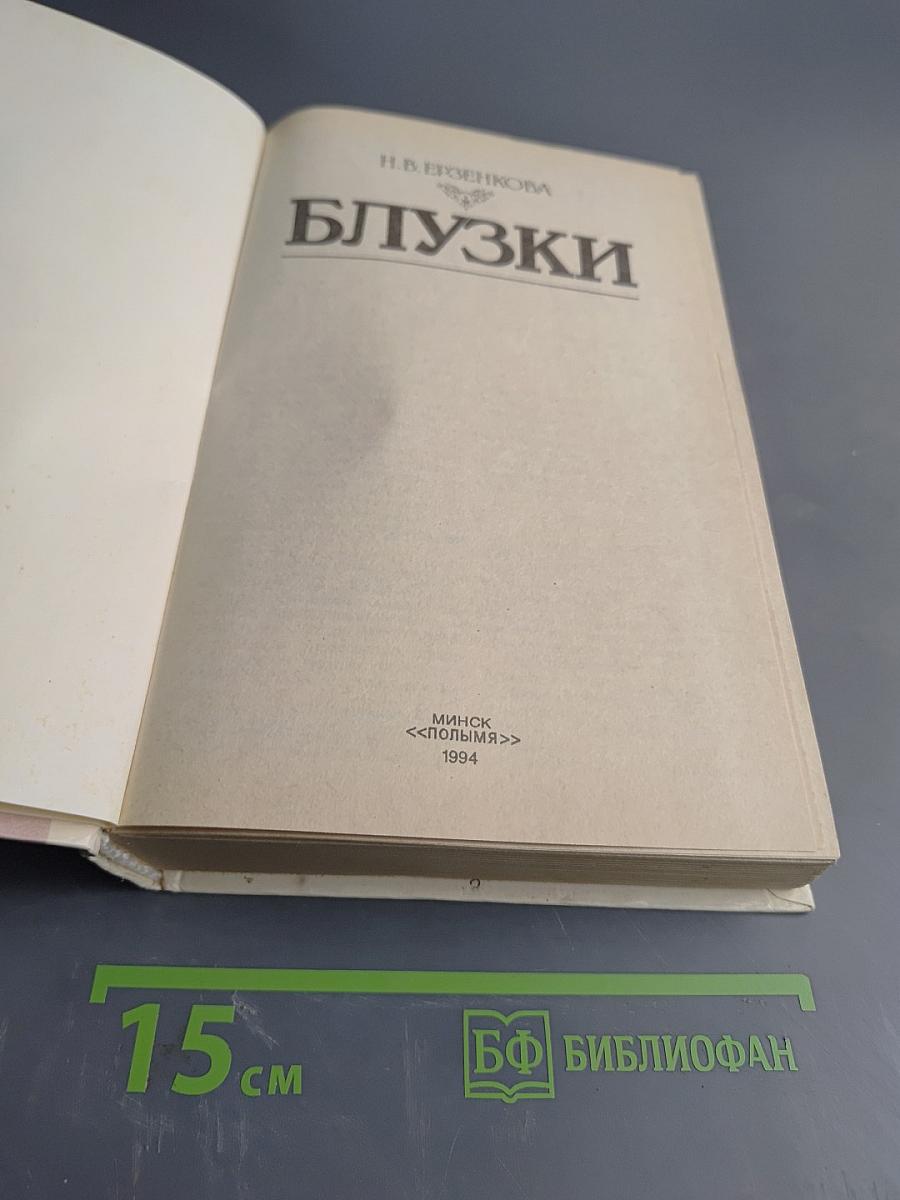 Н. В. ЕРЗЕНКОВА
БЛУЗКИ
МИНСК
<<ПОЛЫМЯ>>
1994
15 см
БФ БИБЛИОФАН